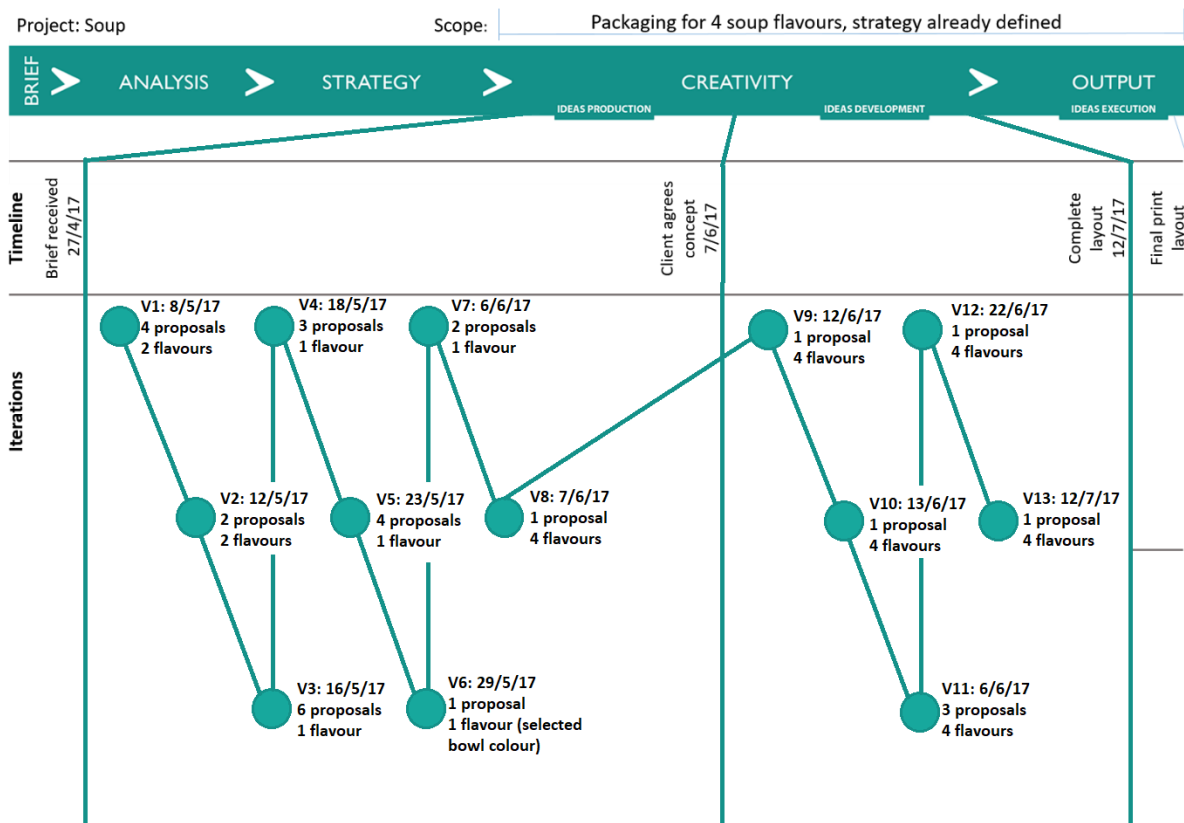 Project: Soup
Scope:
Packaging for 4 soup flavours, strategy already defined
BRIEF
ANALYSIS
STRATEGY
CREATIVITY
OUTPUT
IDEAS PRODUCTION
IDEAS DEVELOPMENT
IDEAS EXECUTION
Timeline
Brief received
27/4/17
Client agrees
concept
7/6/17
Complete
layout
12/7/17
Final print
layout
Iterations
V1: 8/5/17
4 proposals
2 flavours
V2: 12/5/17
2 proposals
2 flavours
V3: 16/5/17
6 proposals
1 flavour
V4: 18/5/17
3 proposals
1 flavour
V5: 23/5/17
4 proposals
1 flavour
V6: 29/5/17
1 proposal
1 flavour (selected
bowl colour)
V7: 6/6/17
2 proposals
1 flavour
V8: 7/6/17
1 proposal
4 flavours
V9: 12/6/17
1 proposal
4 flavours
V10: 13/6/17
1 proposal
4 flavours
V11: 6/6/17
3 proposals
4 flavours
V12: 22/6/17
1 proposal
4 flavours
V13: 12/7/17
1 proposal
4 flavours